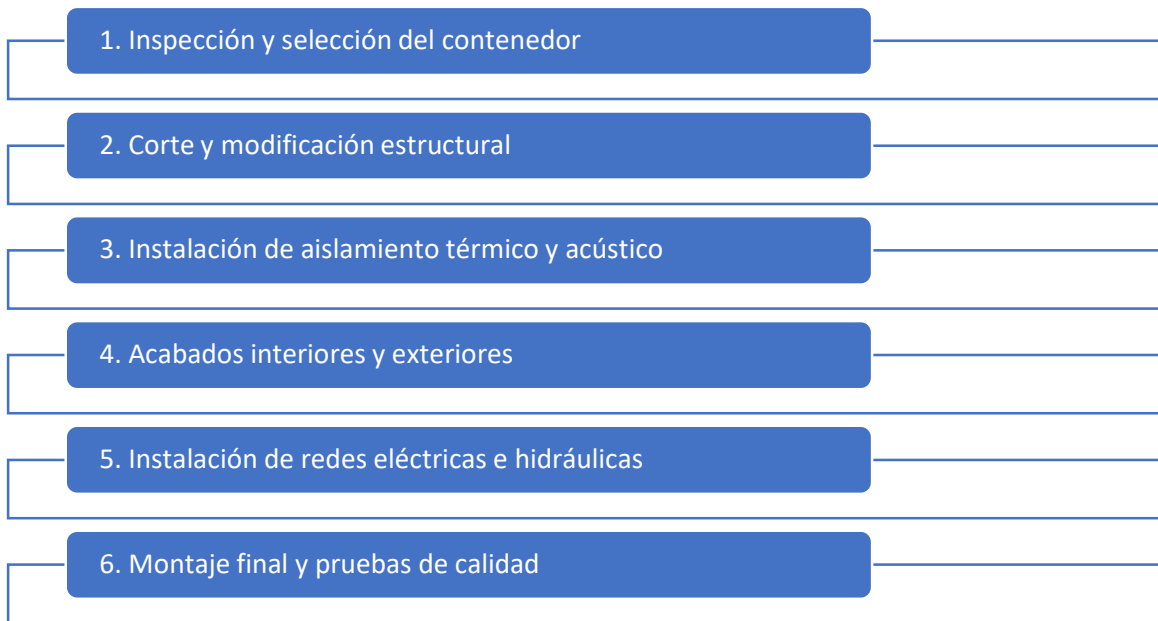 1. Inspección y selección del contenedor
2. Corte y modificación estructural
3. Instalación de aislamiento térmico y acústico
4. Acabados interiores y exteriores
5. Instalación de redes eléctricas e hidráulicas
6. Montaje final y pruebas de calidad